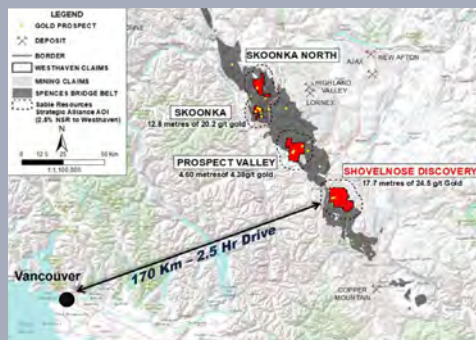 LEGEND
GOLD PROSPECT
DEPOSIT
BORDER
WESTHAVEN CLAIMS
MINING CLAIMS
SPENCES BRIDGE BELT
Sable Resources
Strategic Alliance AOI
(2.5% NSR to Westhaven)
N
0 12.5 25 50 Km
1:1,100,000
SKOONKA NORTH
AJAX
NEW AFTON
HIGHLAND
VALLEY
LORNEX
SKOONKA
12.8 metres of 20.2 g/t gold
PROSPECT VALLEY
4.60 metres of 4.38g/t gold
SHOVELNOSE DISCOVERY
17.7 metres of 24.5 g/t Gold
170 Km – 2.5 Hr Drive
Vancouver
COPPER
MOUNTAIN